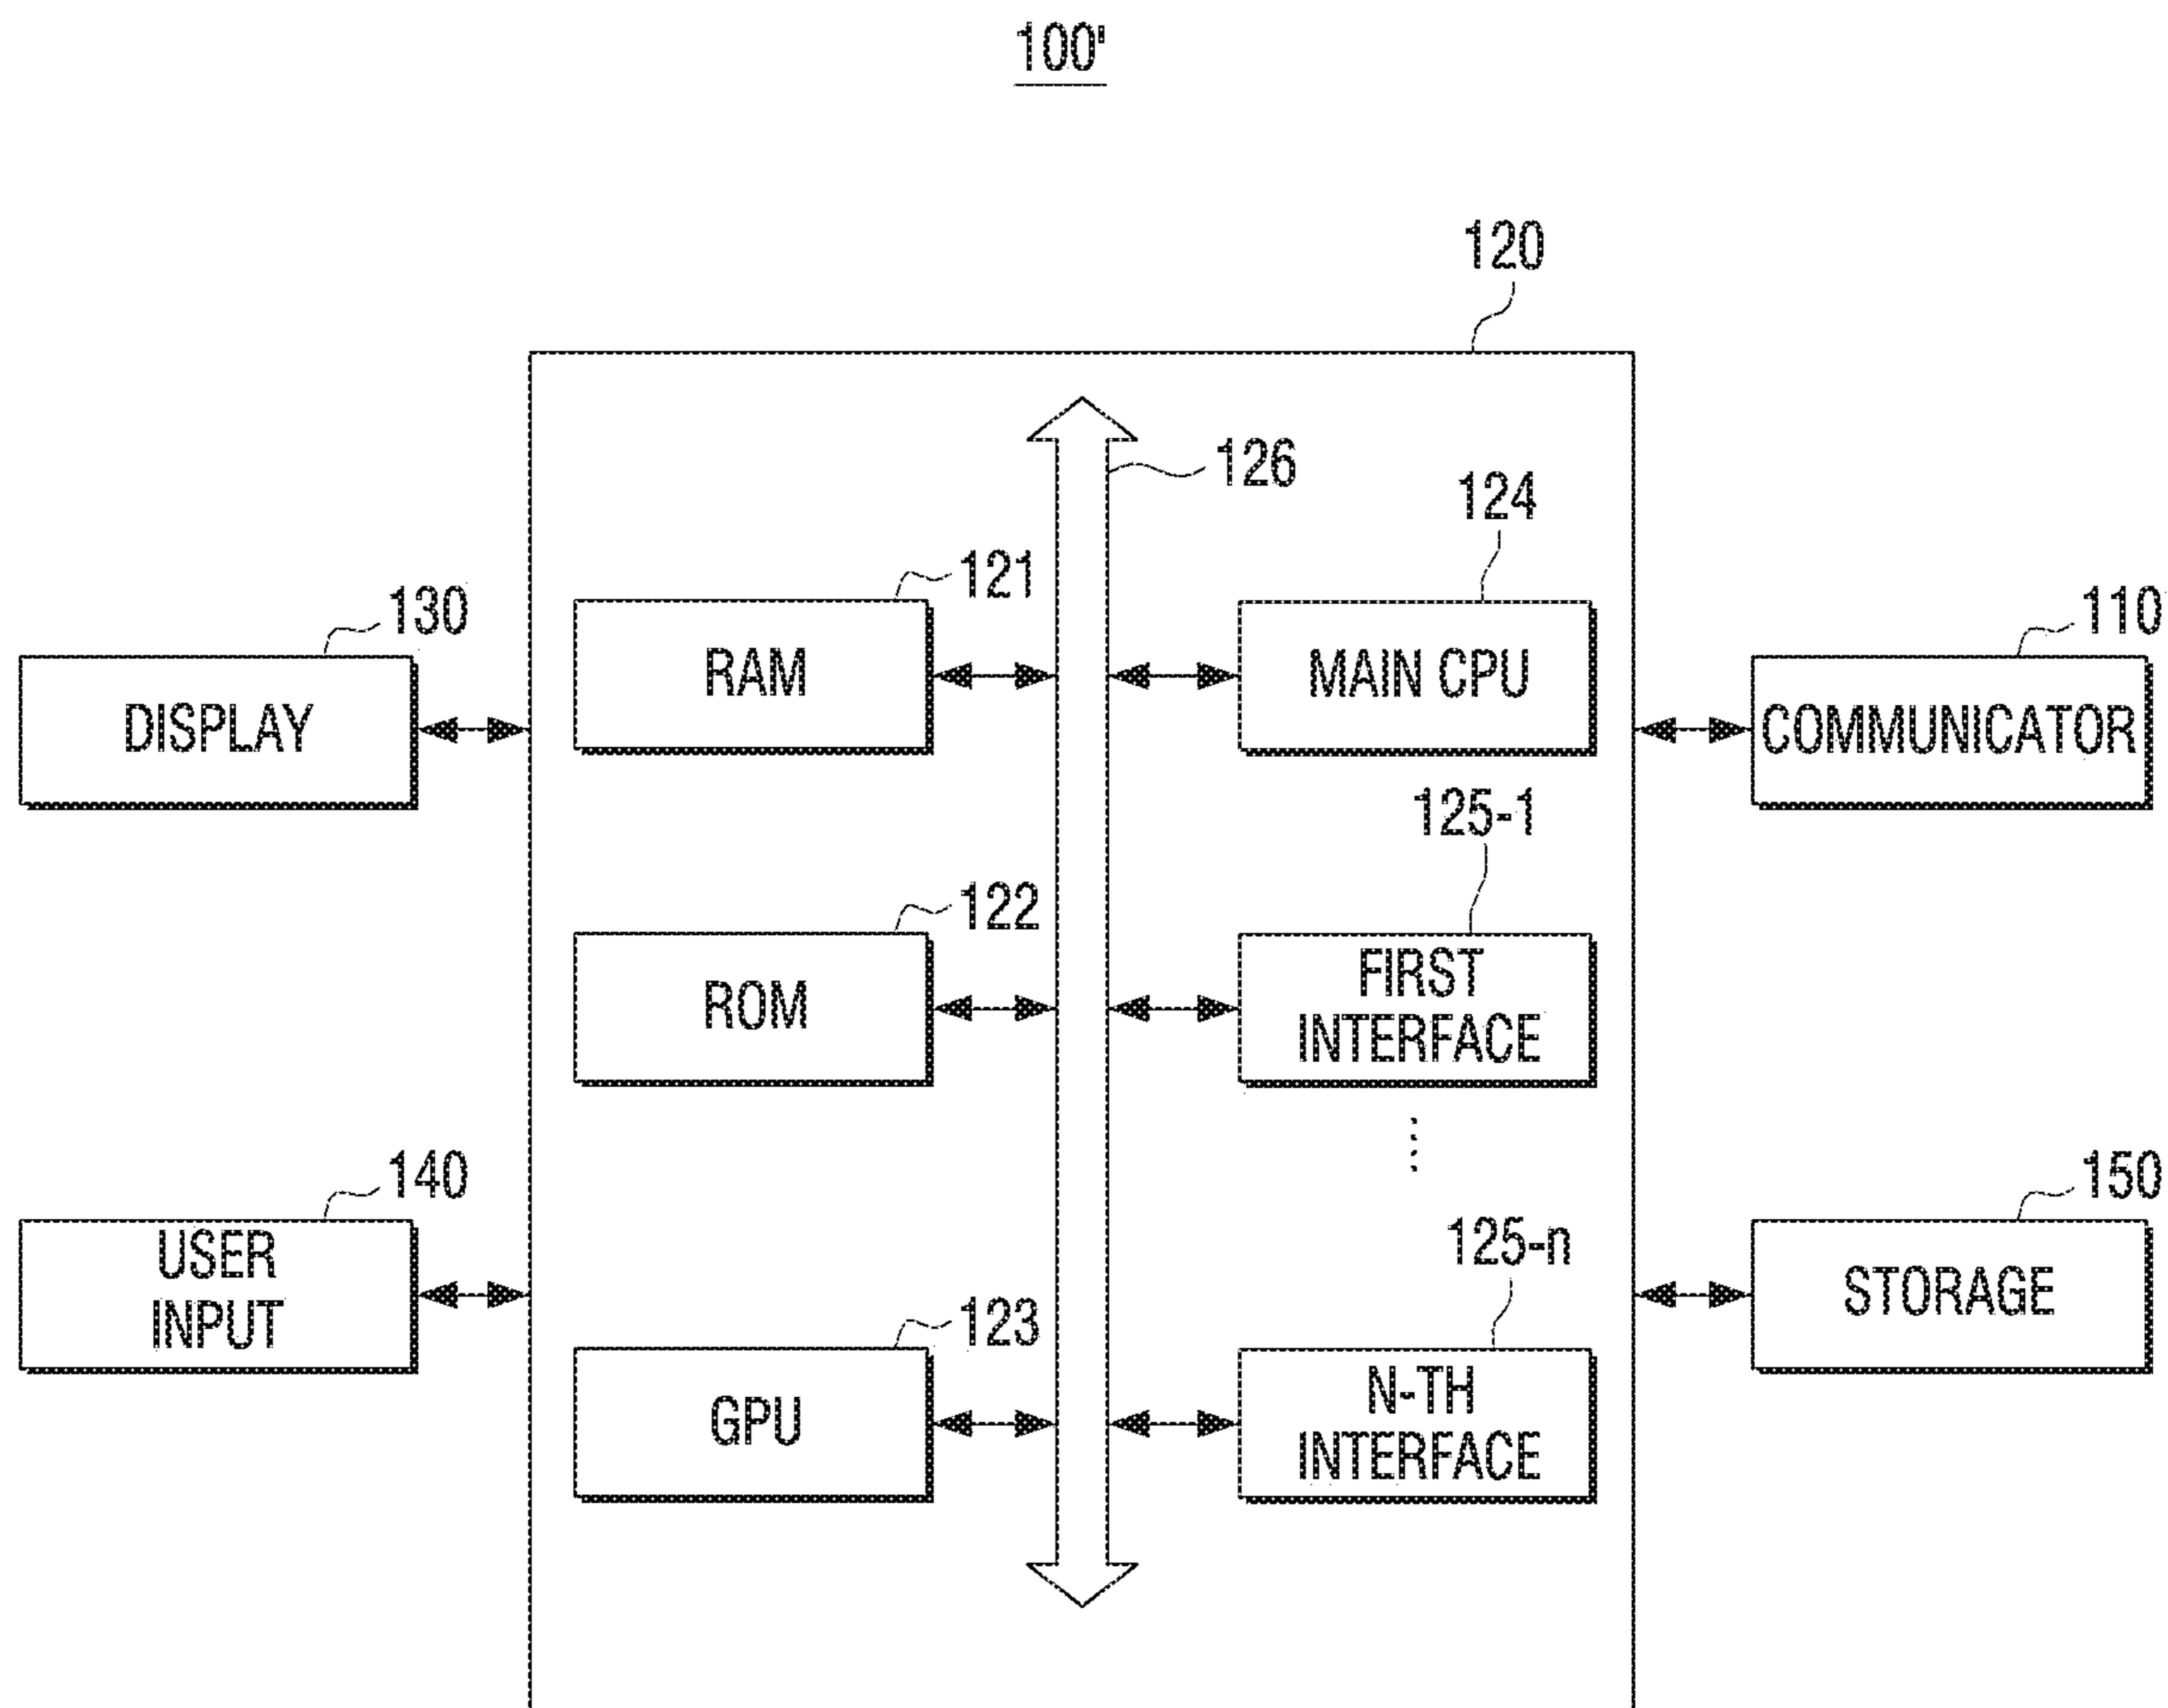 100'
120
126
124
121
130
110
RAM
MAIN CPU
DISPLAY
COMMUNICATOR
125-1
122
FIRST
INTERFACE
ROM
140
150
125-n
USER
INPUT
STORAGE
123
N-TH
INTERFACE
GPU